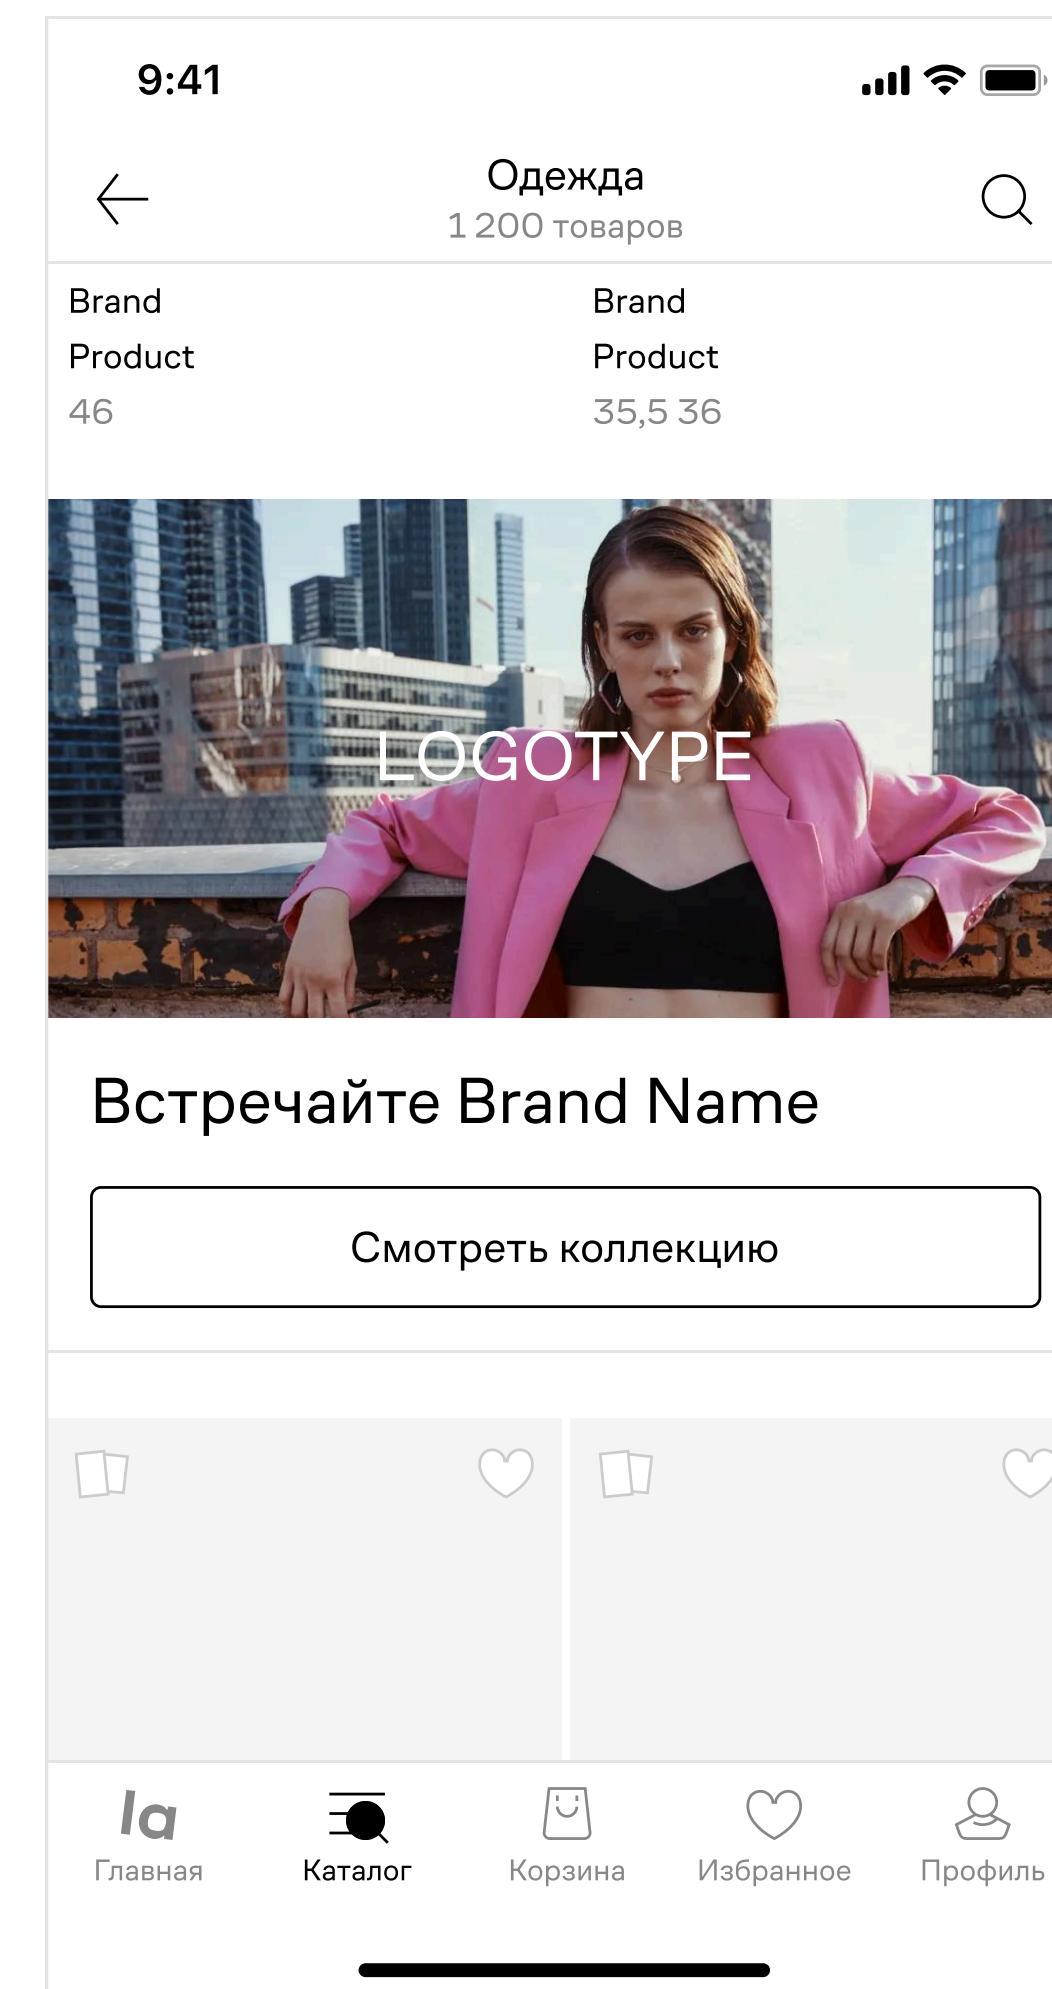 9:41
Одежда
1 200 товаров
Brand
Product
46
Brand
Product
35,5 36
LOGOTYPE
Встречайте Brand Name
Смотреть коллекцию
la
Главная
Каталог
Корзина
Избранное
Профиль